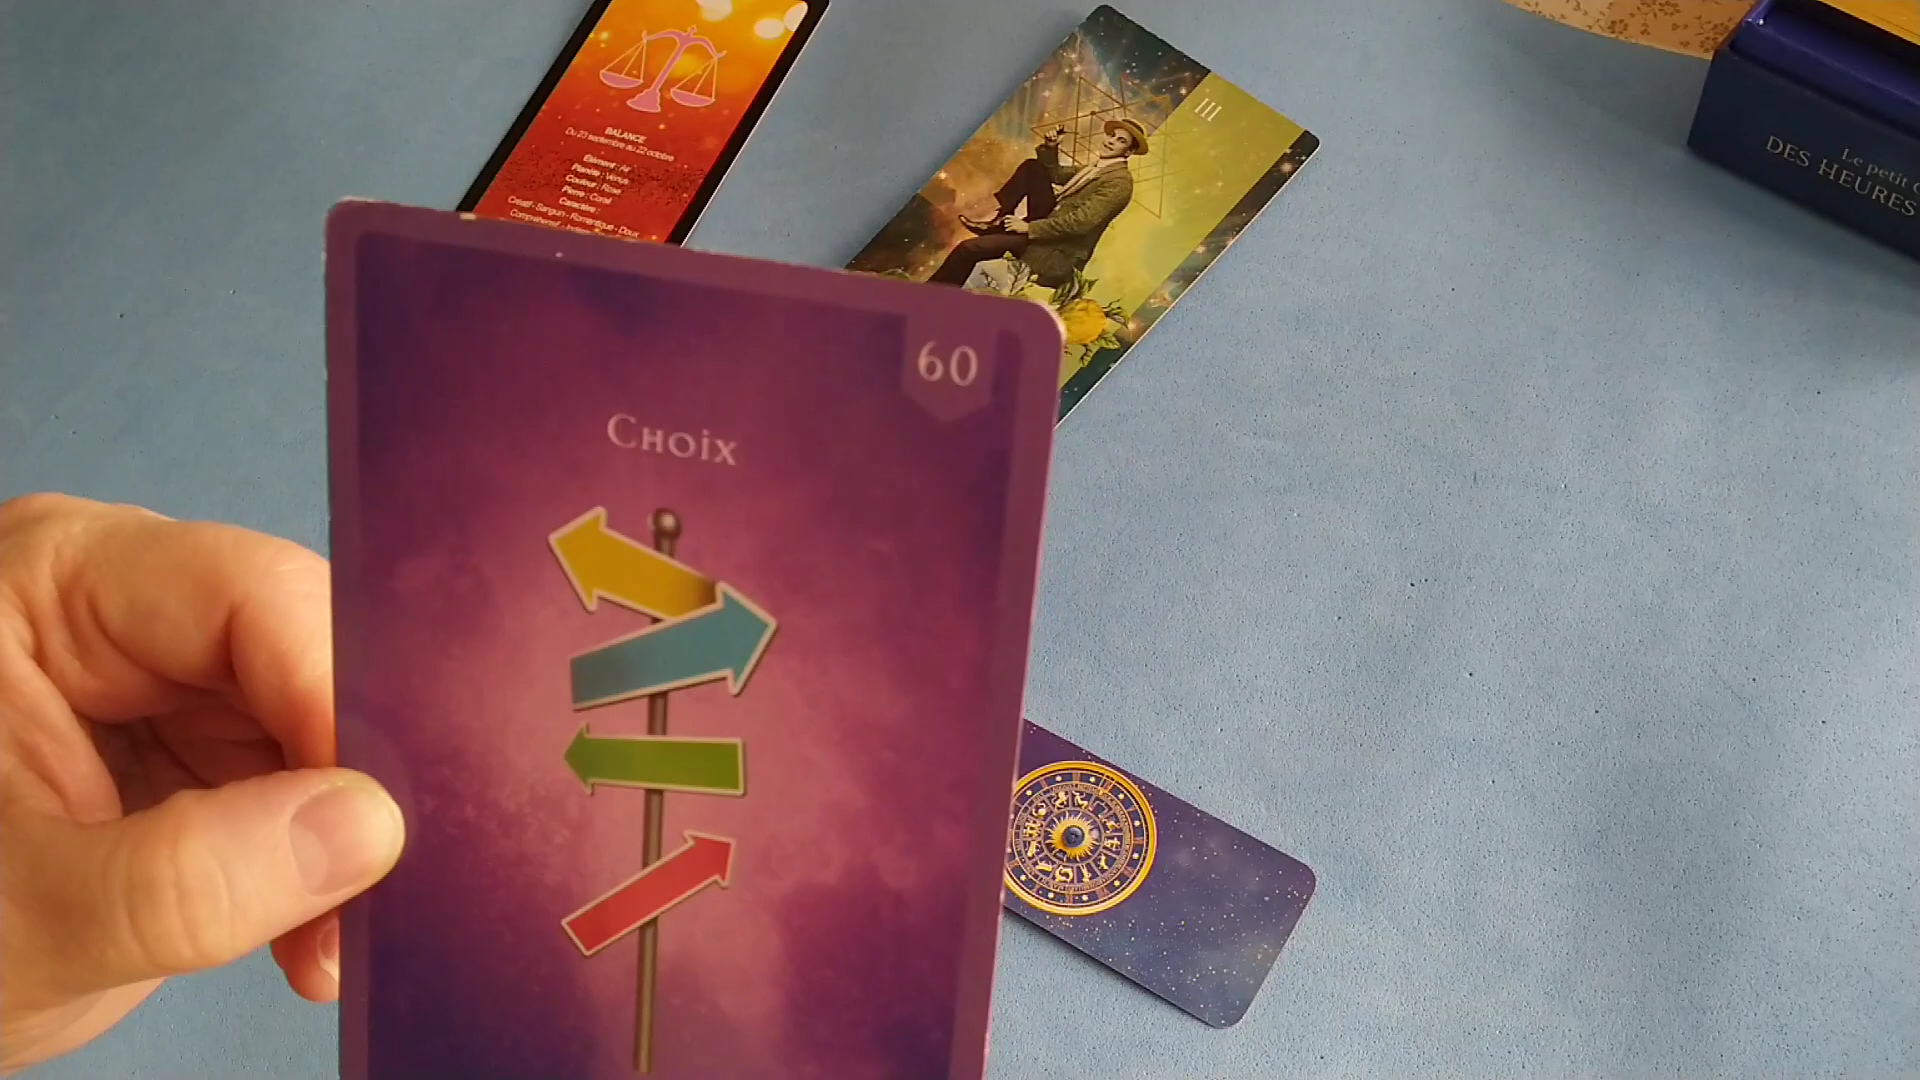 BALANCE
Du 23 septembre au 22 octobre
Élément : Air
Planète : Vénus
Couleur : Rose
Pierre : Corail
Caractère :
Créatif - Sanguin - Romantique - Doux
III
Le petit
DES HEURES
60
CHOIX